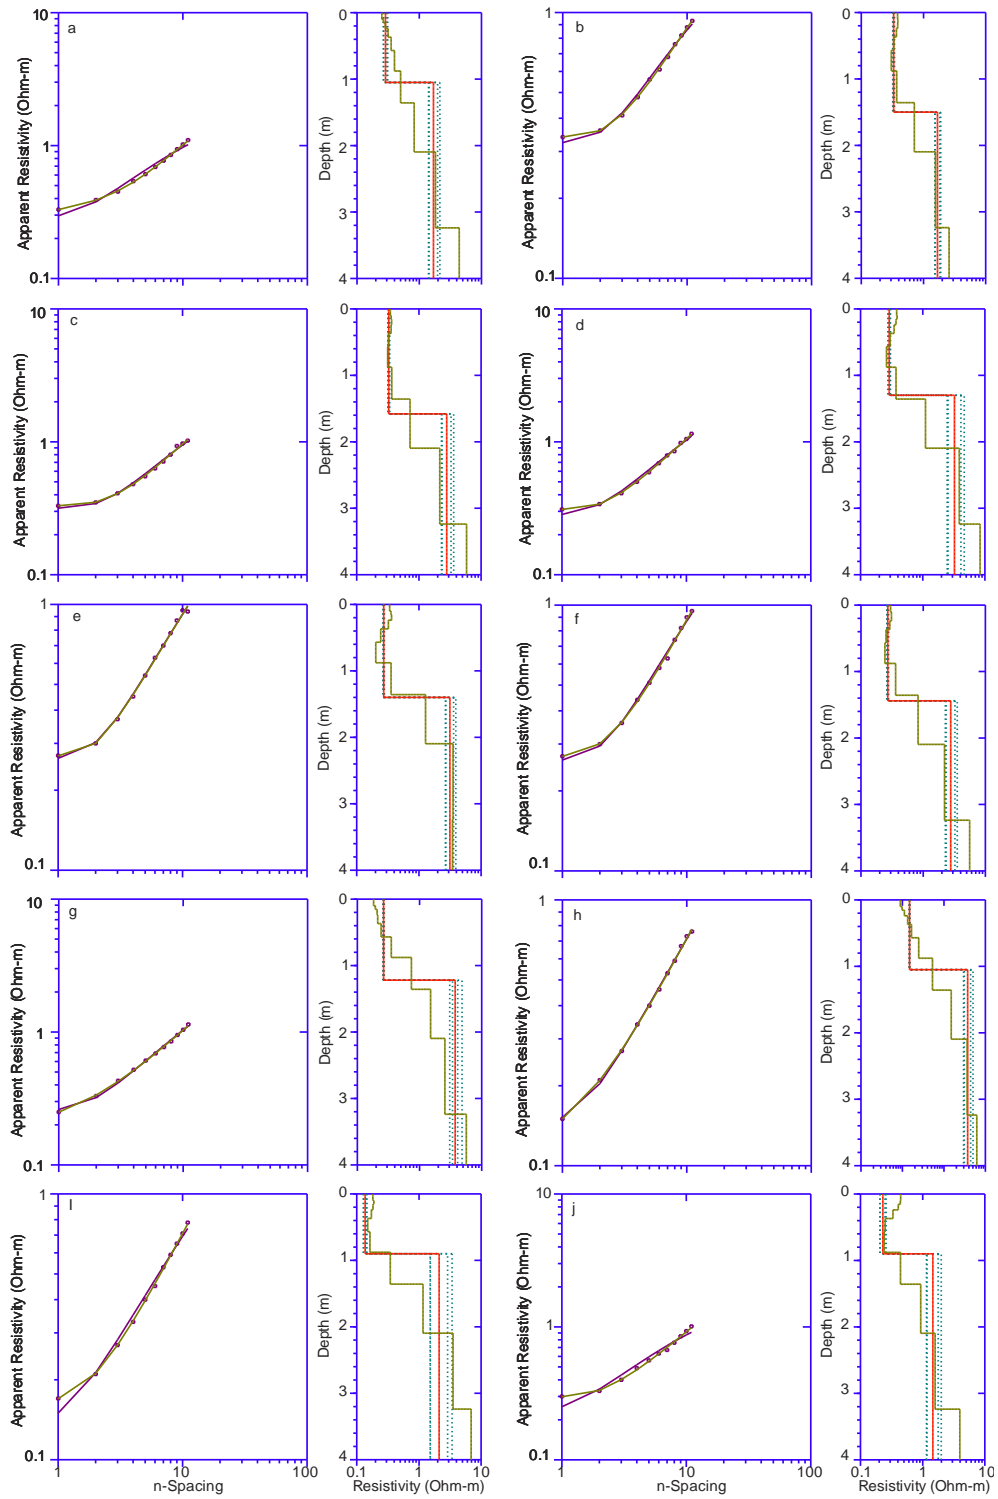 a
10
1
0.1
Apparent Resistivity (Ohm-m)
0
1
2
3
4
Depth (m)
b
1
0.1
Apparent Resistivity (Ohm-m)
0
1
2
3
4
Depth (m)
c
10
1
0.1
Apparent Resistivity (Ohm-m)
0
1
2
3
4
Depth (m)
d
10
1
0.1
Apparent Resistivity (Ohm-m)
0
1
2
3
4
Depth (m)
e
1
0.1
Apparent Resistivity (Ohm-m)
0
1
2
3
4
Depth (m)
f
1
0.1
Apparent Resistivity (Ohm-m)
0
1
2
3
4
Depth (m)
g
10
1
0.1
Apparent Resistivity (Ohm-m)
0
1
2
3
4
Depth (m)
h
1
0.1
Apparent Resistivity (Ohm-m)
0
1
2
3
4
Depth (m)
I
1
0.1
Apparent Resistivity (Ohm-m)
1 10 100
n-Spacing
0
1
2
3
4
Depth (m)
0.1 1 10
Resistivity (Ohm-m)
j
10
1
0.1
Apparent Resistivity (Ohm-m)
1 10 100
n-Spacing
0
1
2
3
4
Depth (m)
0.1 1 10
Resistivity (Ohm-m)